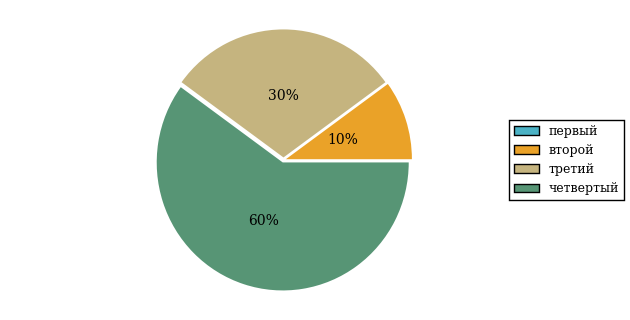 30%
10%
60%
первый
второй
третий
четвертый